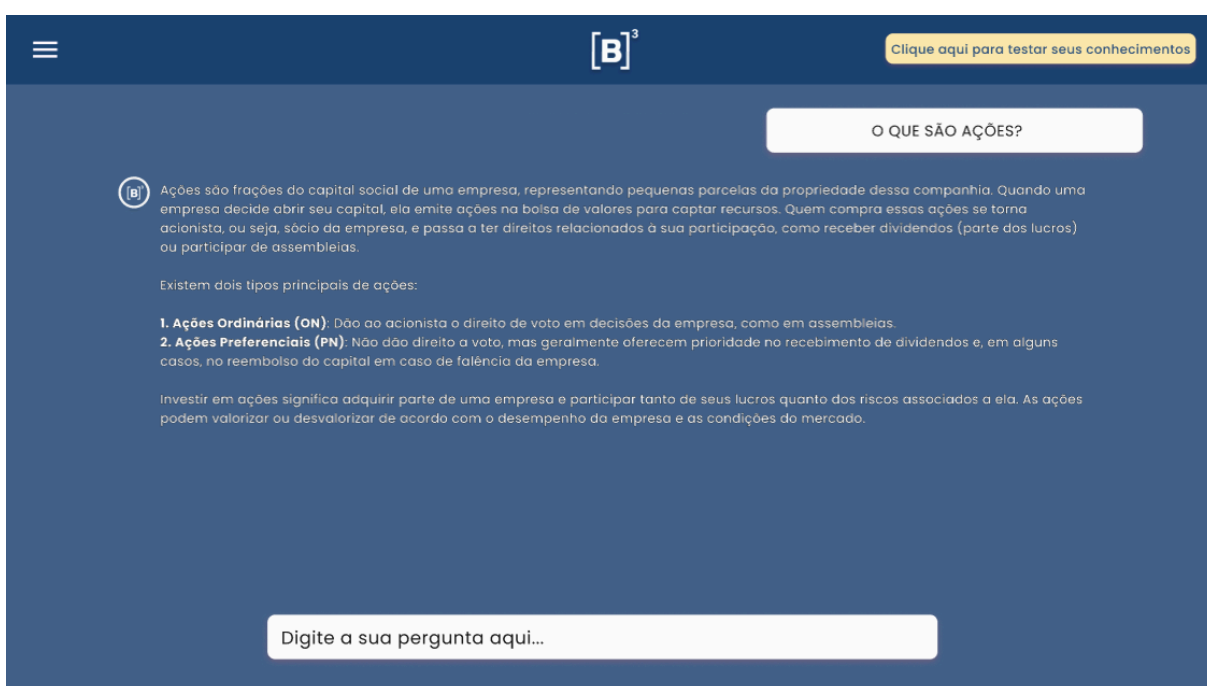 [B]³
Clique aqui para testar seus conhecimentos
O QUE SÃO AÇÕES?
[B]³
Ações são frações do capital social de uma empresa, representando pequenas parcelas da propriedade dessa companhia. Quando uma
empresa decide abrir seu capital, ela emite ações na bolsa de valores para captar recursos. Quem compra essas ações se torna
acionista, ou seja, sócio da empresa, e passa a ter direitos relacionados à sua participação, como receber dividendos (parte dos lucros)
ou participar de assembleias.
Existem dois tipos principais de ações:
1. Ações Ordinárias (ON): Dão ao acionista o direito de voto em decisões da empresa, como em assembleias.
2. Ações Preferenciais (PN): Não dão direito a voto, mas geralmente oferecem prioridade no recebimento de dividendos e, em alguns
casos, no reembolso do capital em caso de falência da empresa.
Investir em ações significa adquirir parte de uma empresa e participar tanto de seus lucros quanto dos riscos associados a ela. As ações
podem valorizar ou desvalorizar de acordo com o desempenho da empresa e as condições do mercado.
Digite a sua pergunta aqui...